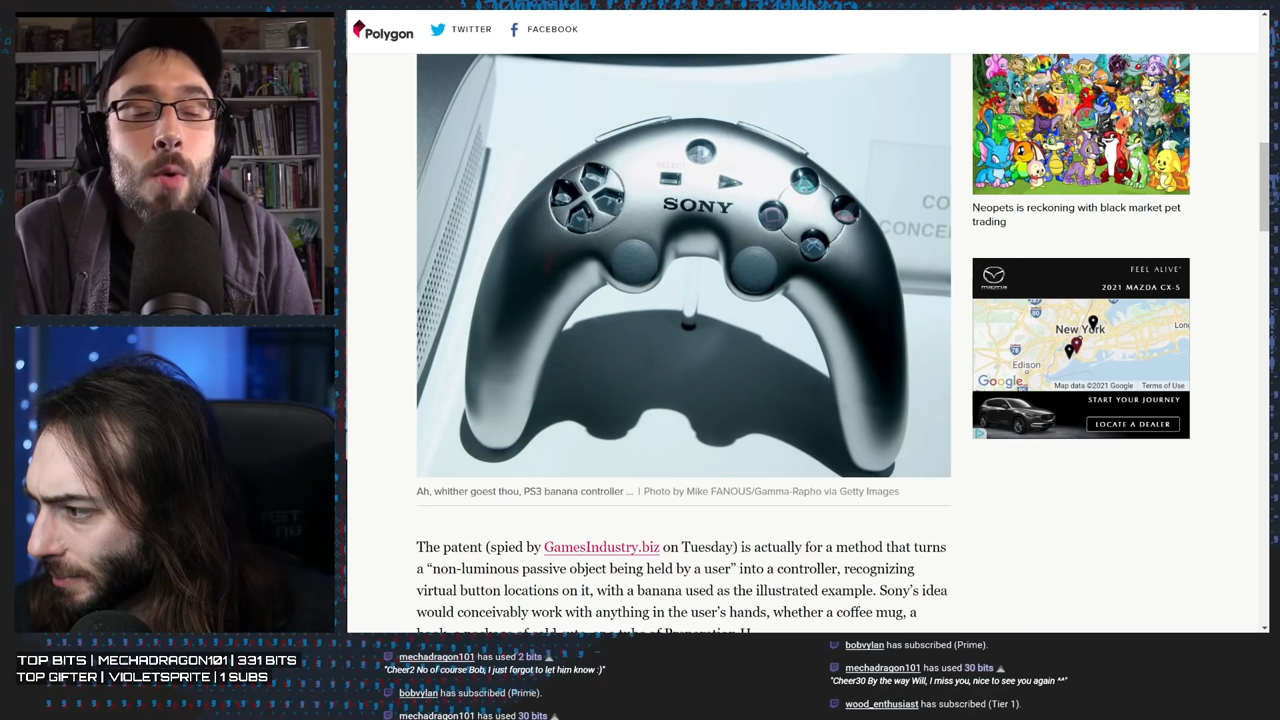 Polygon
TWITTER
FACEBOOK
SELECT
SONY
CO
CONCE
Ah, whither goest thou, PS3 banana controller ... | Photo by Mike FANOUS/Gamma-Rapho via Getty Images
The patent (spied by GamesIndustry.biz on Tuesday) is actually for a method that turns
a “non-luminous passive object being held by a user” into a controller, recognizing
virtual button locations on it, with a banana used as the illustrated example. Sony’s idea
would conceivably work with anything in the user’s hands, whether a coffee mug, a
Neopets is reckoning with black market pet
trading
mazda
FEEL ALIVE
2021 MAZDA CX-5
New York
Long
Edison
78
80
Google
Map data ©2021 Google
Terms of Use
START YOUR JOURNEY
LOCATE A DEALER
TOP BITS | MECHADRAGON101 | 331 BITS
TOP GIFTER | VIOLETSPRITE | 1 SUBS
mechadragon101 has used 2 bits
"Cheer2 No of course Bob, I just forgot to let him know :)"
bobvylan has subscribed (Prime).
mechadragon101 has used 30 bits
bobvylan has subscribed (Prime).
mechadragon101 has used 30 bits
"Cheer30 By the way Will, I miss you, nice to see you again ^^"
wood_enthusiast has subscribed (Tier 1).